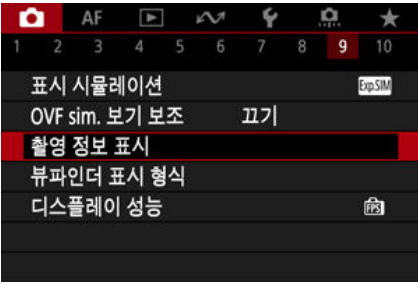 AF
1 2 3 4 5 6 7 8 9 10
표시 시뮬레이션 Exp.SIM
OVF sim. 보기 보조 끄기
촬영 정보 표시
뷰파인더 표시 형식
디스플레이 성능 FPS